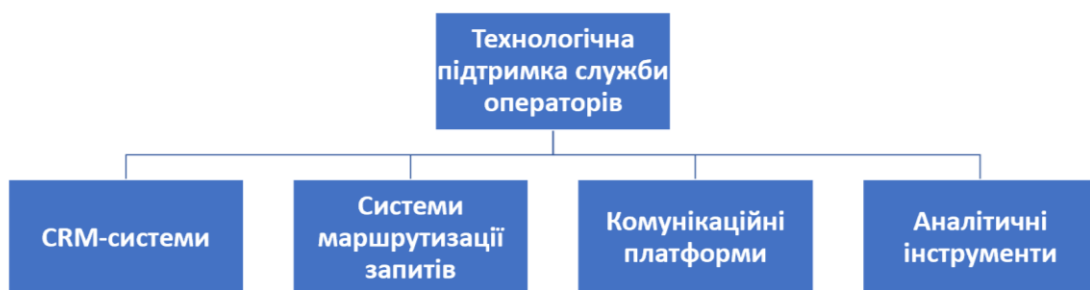 Технологічна
підтримка служби
операторів
CRM-системи
Системи
маршрутизації
запитів
Комунікаційні
платформи
Аналітичні
інструменти